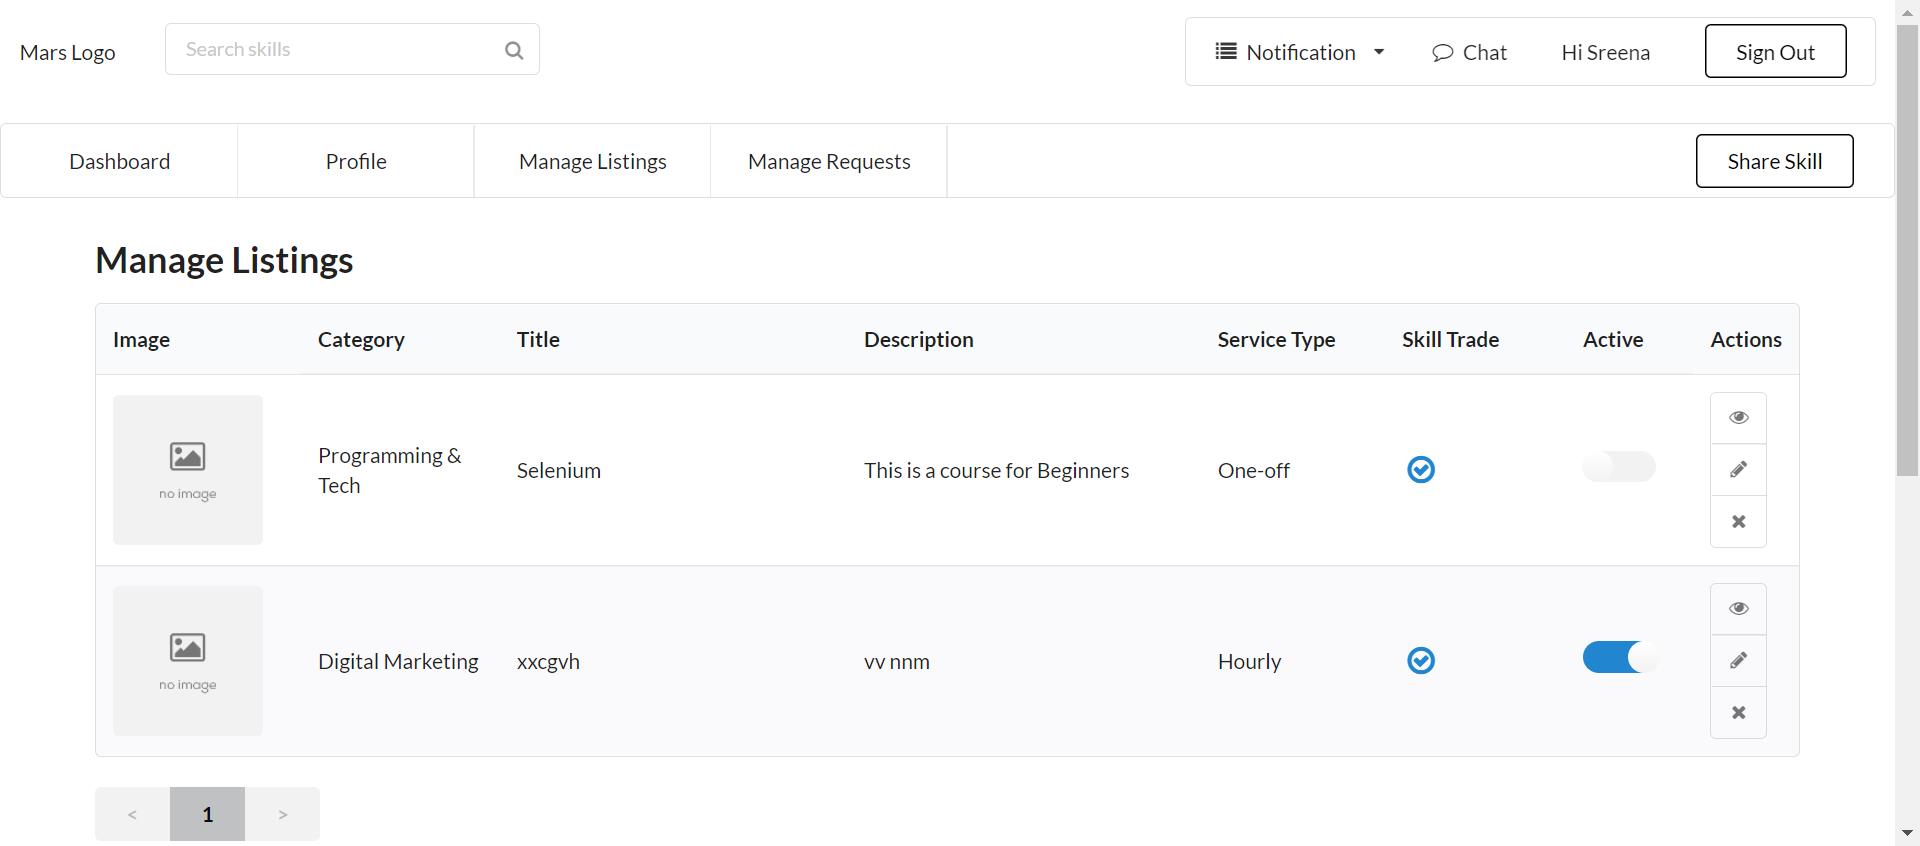 Mars Logo
Search skills
Notification
Chat
Hi Sreena
Sign Out
Dashboard
Profile
Manage Listings
Manage Requests
Share Skill
Manage Listings
Image Category Title Description Service Type Skill Trade Active Actions
no image
Programming &
Tech
Selenium
This is a course for Beginners
One-off
no image
Digital Marketing
xxcgvh
vv nnm
Hourly
< 1 >